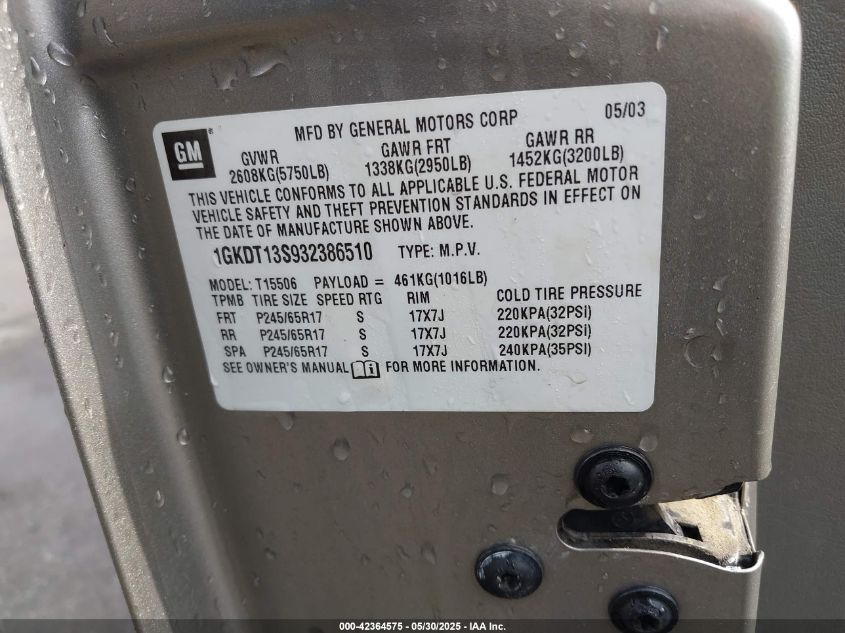 GM
MFD BY GENERAL MOTORS CORP 05/03
GVWR GAWR FRT GAWR RR
2608KG(5750LB) 1338KG(2950LB) 1452KG(3200LB)
THIS VEHICLE CONFORMS TO ALL APPLICABLE U.S. FEDERAL MOTOR
VEHICLE SAFETY AND THEFT PREVENTION STANDARDS IN EFFECT ON
THE DATE OF MANUFACTURE SHOWN ABOVE.
1GKDT13S932386510 TYPE: M.P.V.
MODEL: T15506 PAYLOAD = 461KG(1016LB)
TPMB TIRE SIZE SPEED RTG RIM COLD TIRE PRESSURE
FRT P245/65R17 S 17X7J 220KPA(32PSI)
RR P245/65R17 S 17X7J 220KPA(32PSI)
SPA P245/65R17 S 17X7J 240KPA(35PSI)
SEE OWNER'S MANUAL i FOR MORE INFORMATION.
000-42364575 — 05/30/2025 — IAA Inc.